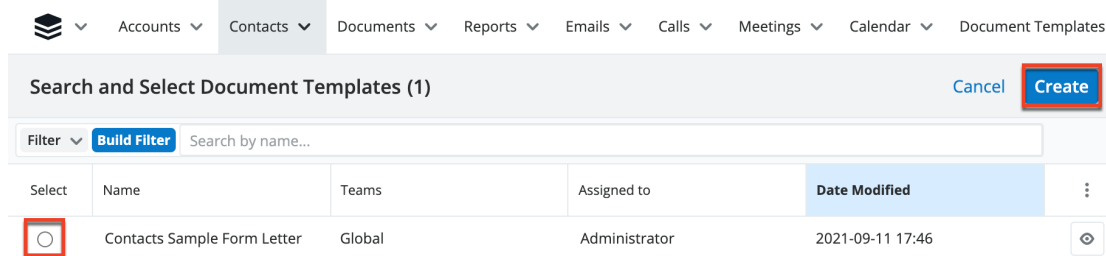 Accounts Contacts Documents Reports Emails Calls Meetings Calendar Document Templates
Search and Select Document Templates (1) Cancel Create
Filter Build Filter Search by name...
Select Name Teams Assigned to Date Modified
Contacts Sample Form Letter Global Administrator 2021-09-11 17:46